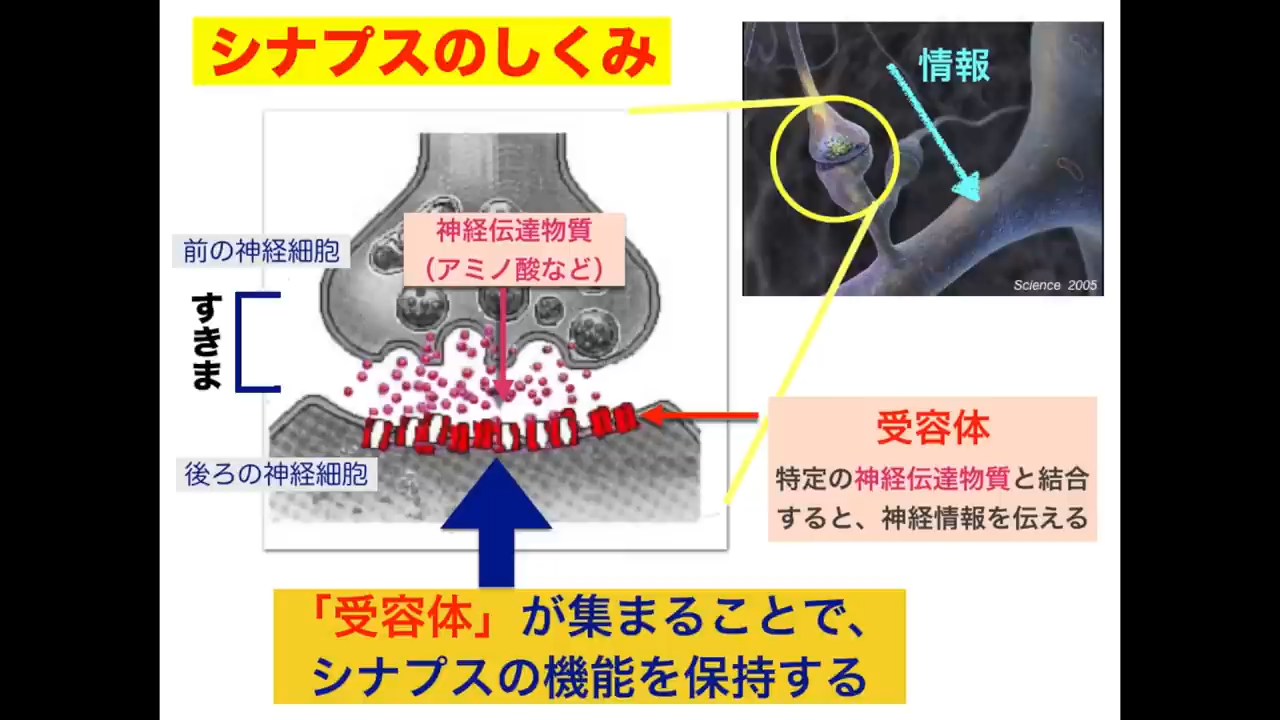 シナプスのしくみ
情報
神経伝達物質
（アミノ酸など）
前の神経細胞
すきま
Science 2005
受容体
特定の神経伝達物質と結合
すると、神経情報を伝える
後ろの神経細胞
「受容体」が集まることで、
シナプスの機能を保持する